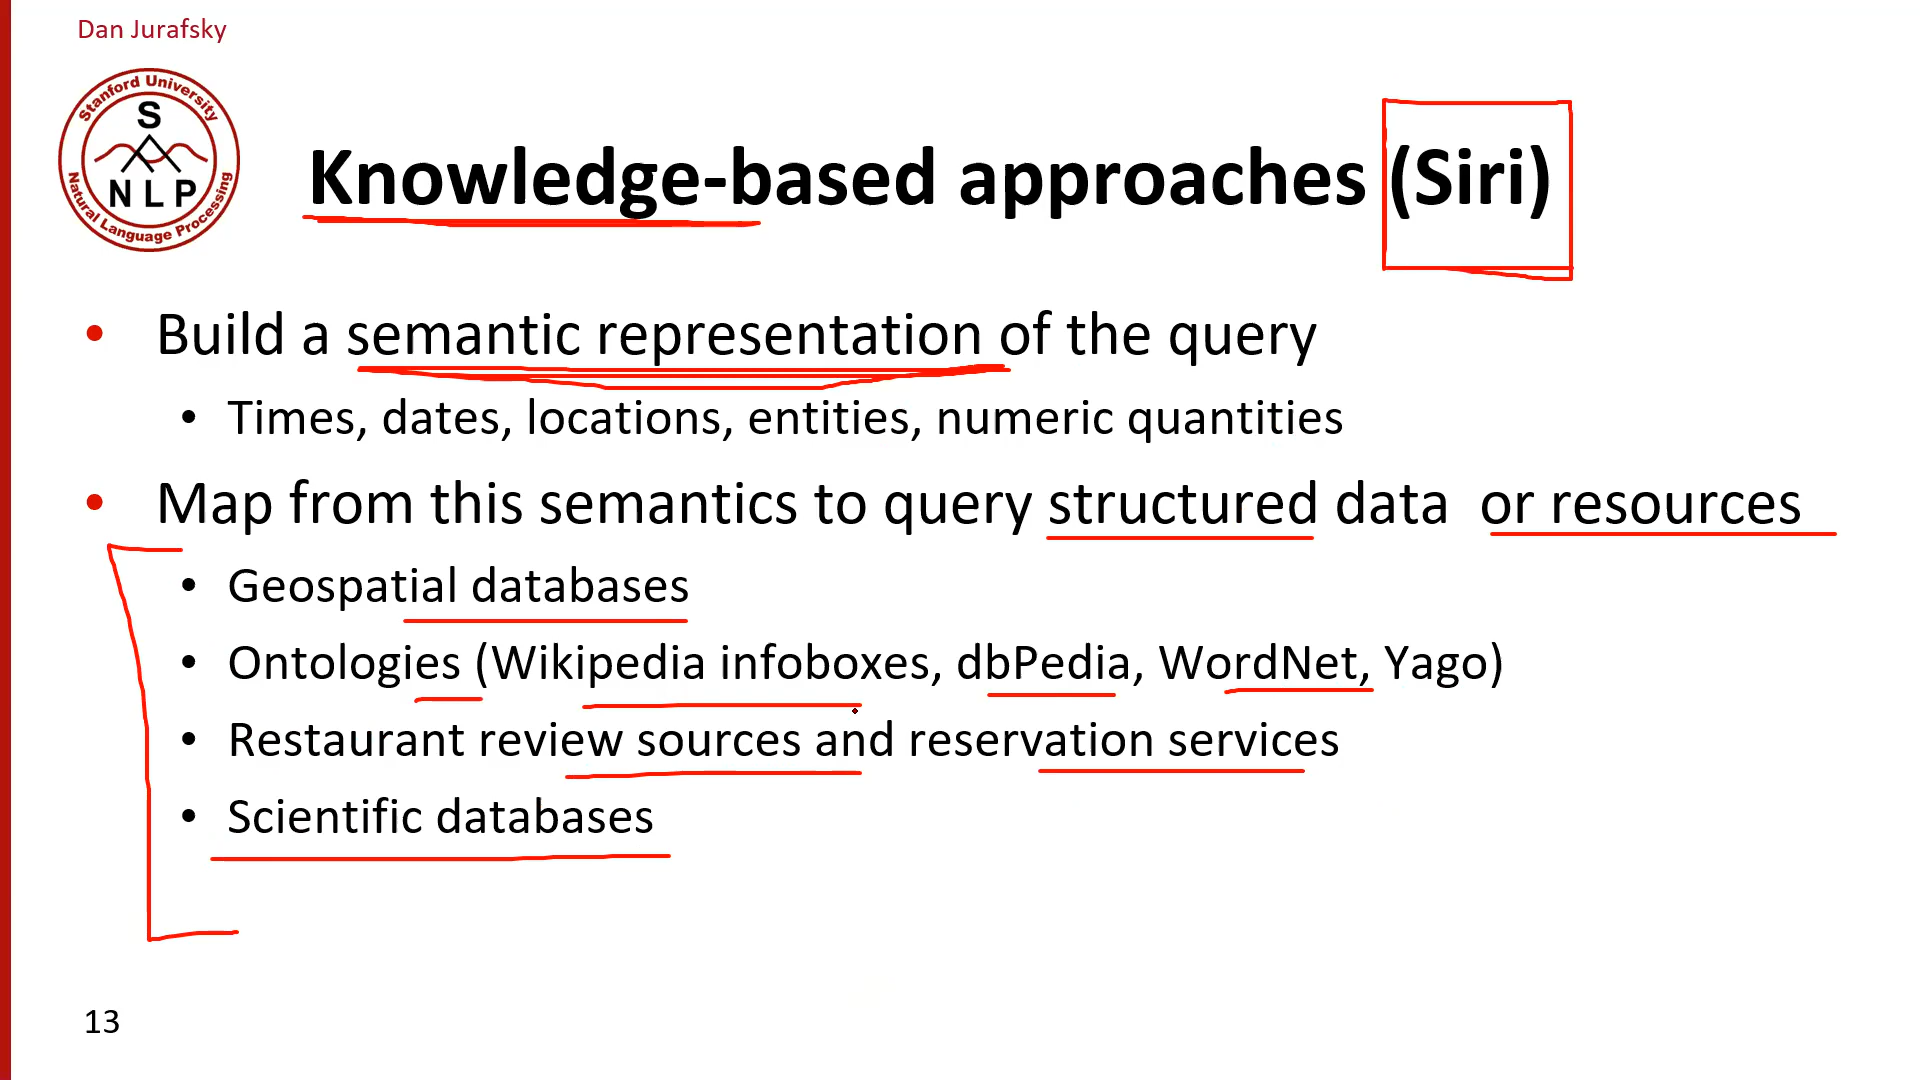 Dan Jurafsky
Stanford University
S
NLP
Natural Language Processing
Knowledge-based approaches (Siri)
• Build a semantic representation of the query
• Times, dates, locations, entities, numeric quantities
• Map from this semantics to query structured data or resources
• Geospatial databases
• Ontologies (Wikipedia infoboxes, dbPedia, WordNet, Yago)
• Restaurant review sources and reservation services
• Scientific databases
13